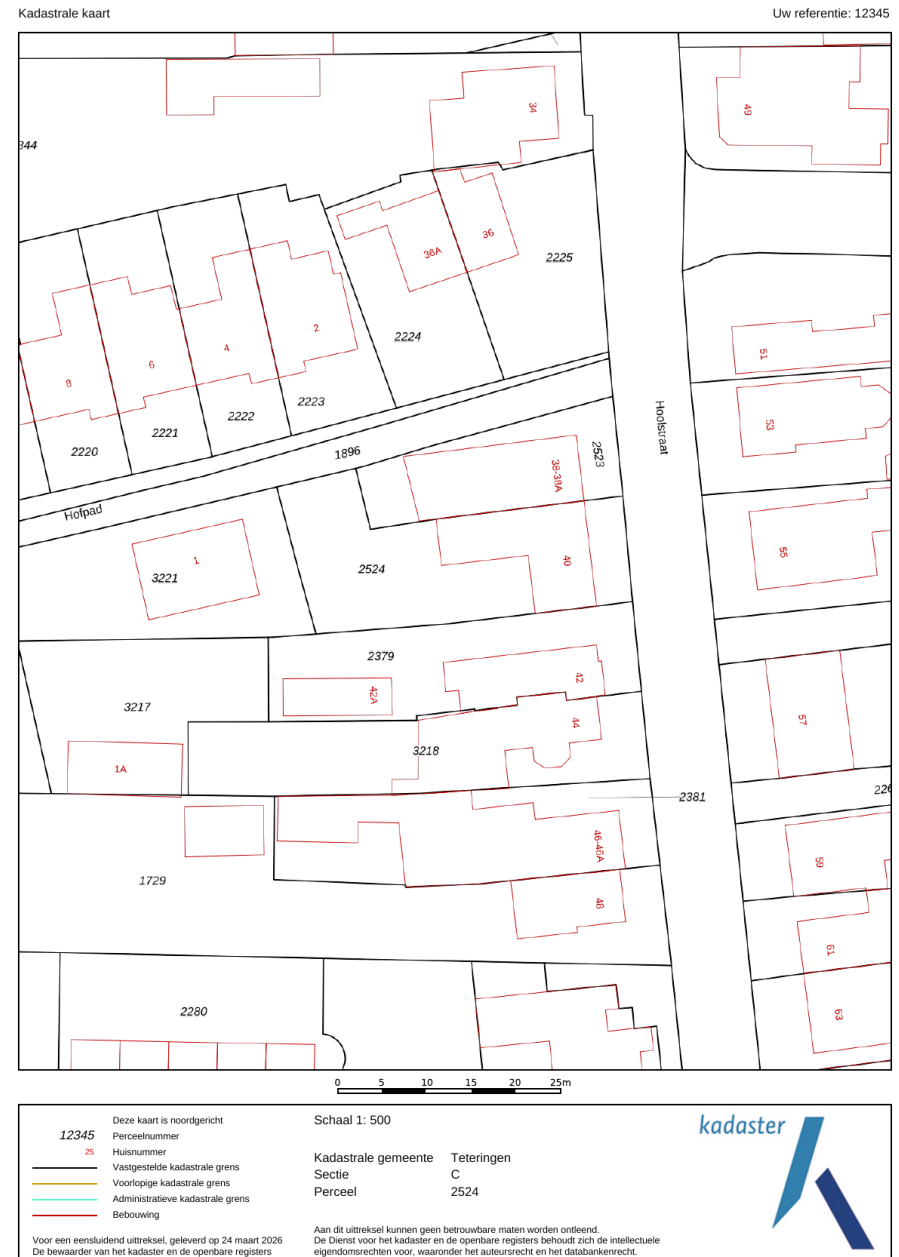 Kadastrale kaart
Uw referentie: 12345
34
49
344
36
36A
2225
2
2224
4
6
8
51
2223
2222
2221
2220
Hoolstraat
53
1896
2523
38-38A
Hofpad
1
3221
2524
40
55
2379
42
42A
3217
44
57
3218
1A
2381
226
46-46A
59
1729
48
61
2280
63
0 5 10 15 20 25m
Deze kaart is noordgericht
12345 Perceelnummer
25 Huisnummer
Vastgestelde kadastrale grens
Voorlopige kadastrale grens
Administratieve kadastrale grens
Bebouwing
Voor een eensluidend uittreksel, geleverd op 24 maart 2026
De bewaarder van het kadaster en de openbare registers
Schaal 1: 500
Kadastrale gemeente Teteringen
Sectie C
Perceel 2524
Aan dit uittreksel kunnen geen betrouwbare maten worden ontleend.
De Dienst voor het kadaster en de openbare registers behoudt zich de intellectuele
eigendomsrechten voor, waaronder het auteursrecht en het databankenrecht.
kadaster